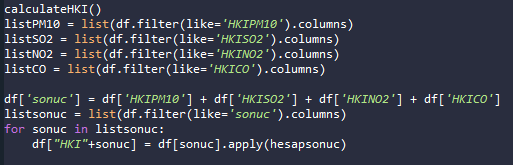 calculateHKI()
listPM10 = list(df.filter(like='HKIPM10').columns)
listSO2 = list(df.filter(like='HKISO2').columns)
listNO2 = list(df.filter(like='HKINO2').columns)
listCO = list(df.filter(like='HKICO').columns)
df['sonuc'] = df['HKIPM10'] + df['HKISO2'] + df['HKINO2'] + df['HKICO']
listsonuc = list(df.filter(like='sonuc').columns)
for sonuc in listsonuc:
    df["HKI"+sonuc] = df[sonuc].apply(hesapsonuc)